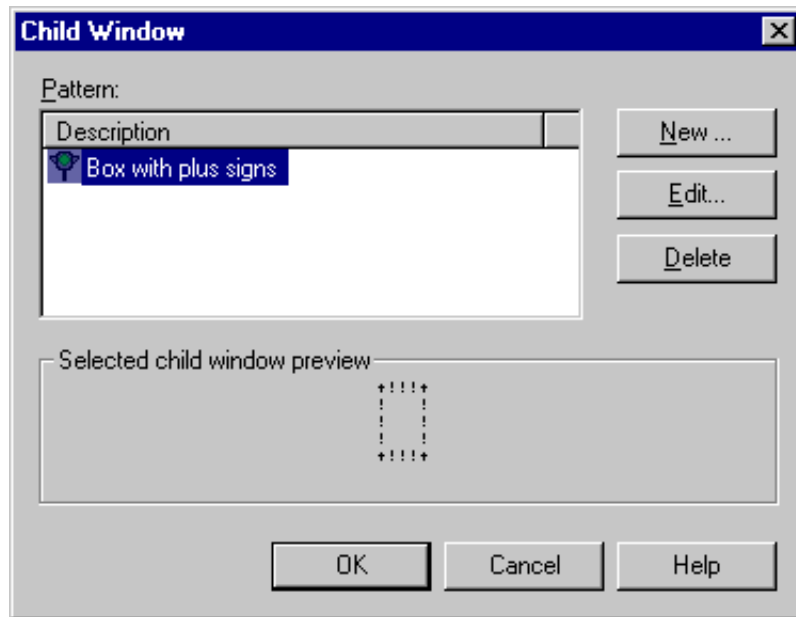 Child Window
Pattern:
Description
Box with plus signs
New ...
Edit...
Delete
Selected child window preview
+!!!+
!   !
!   !
!   !
+!!!+
OK
Cancel
Help